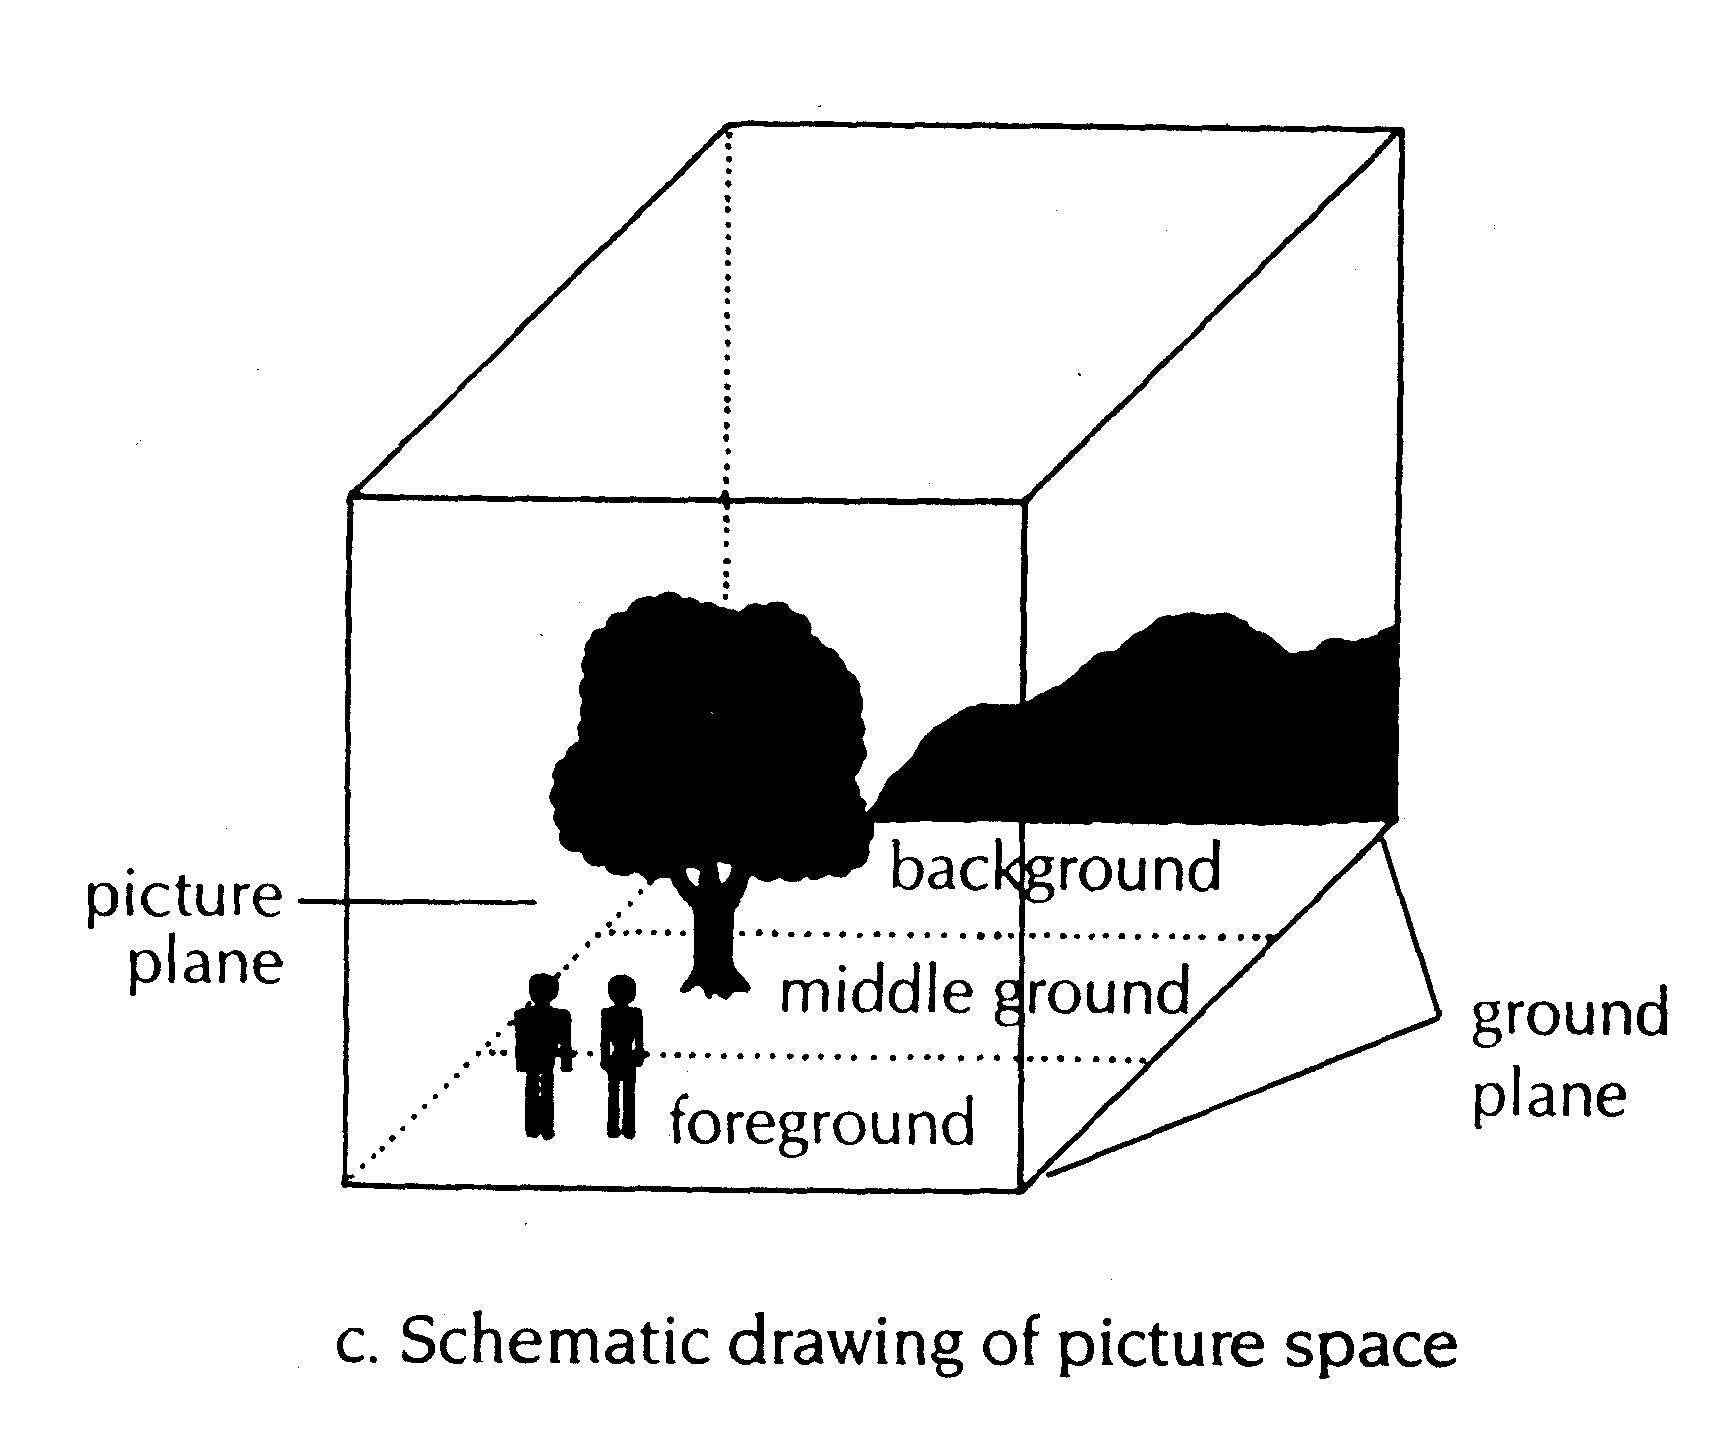 picture
plane
background
middle ground
foreground
ground
plane
c. Schematic drawing of picture space